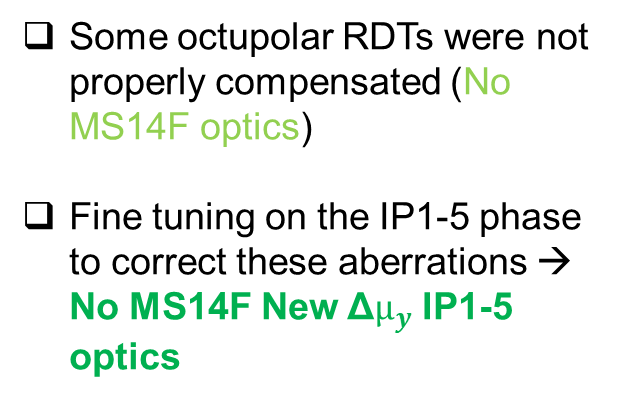 ❑ Some octupolar RDTs were not
properly compensated (No
MS14F optics)
❑ Fine tuning on the IP1-5 phase
to correct these aberrations →
No MS14F New Δμy IP1-5
optics